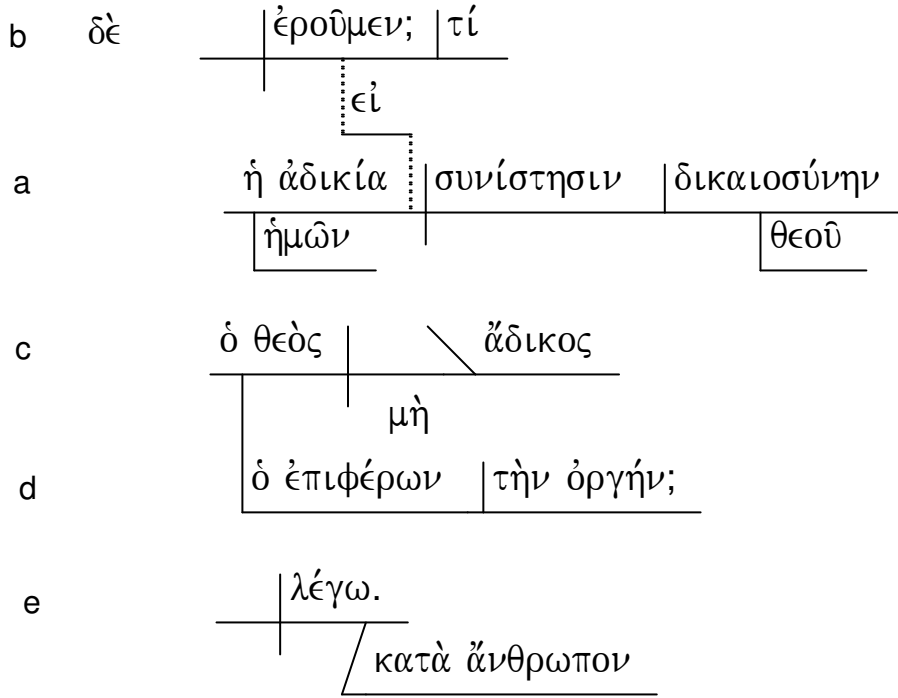 b δὲ ἐροῦμεν; τί
εἰ
a ἡ ἀδικία συνίστησιν δικαιοσύνην
ἡμῶν θεοῦ
c ὁ θεὸς ἄδικος
μὴ
d ὁ ἐπιφέρων τὴν ὀργήν;
e λέγω.
κατὰ ἄνθρωπον